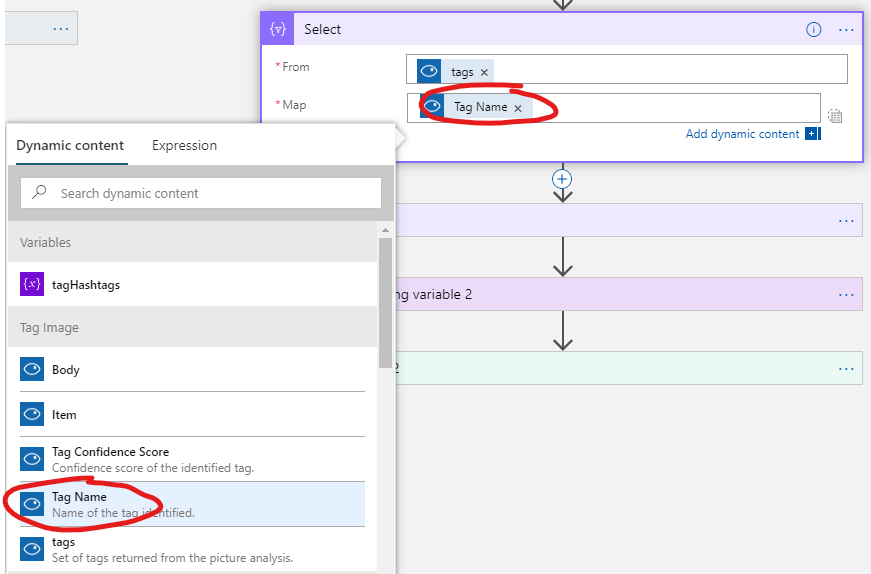 ...
{▽} Select ...
* From
tags ×
* Map
Tag Name ×
Add dynamic content
Dynamic content Expression
Search dynamic content
Variables
{x} tagHashtags
Tag Image
Body
Item
Tag Confidence Score
Confidence score of the identified tag.
Tag Name
Name of the tag identified.
tags
Set of tags returned from the picture analysis.
...
ng variable 2 ...
2 ...